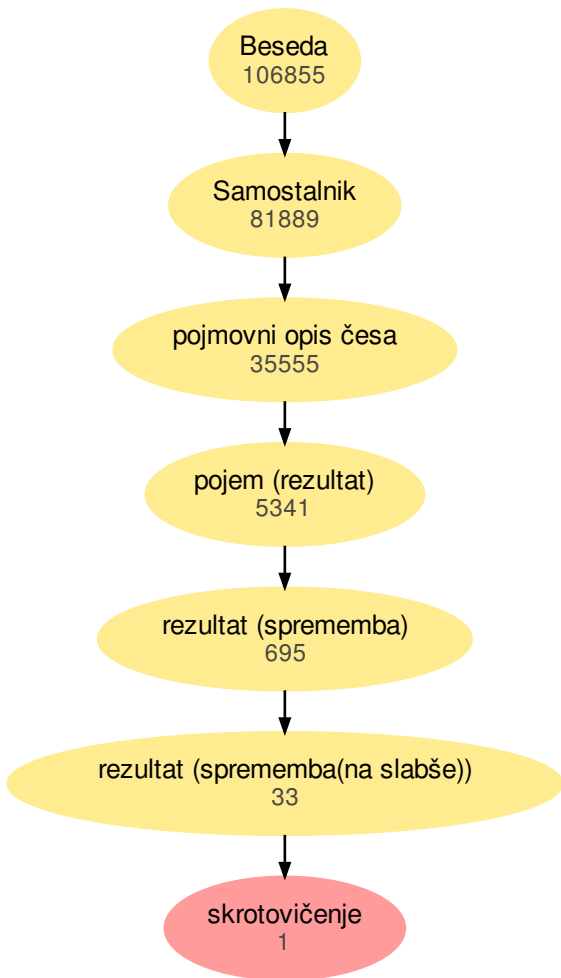 Beseda
106855
Samostalnik
81889
pojmovni opis česa
35555
pojem (rezultat)
5341
rezultat (sprememba)
695
rezultat (sprememba(na slabše))
33
skrotovičenje
1